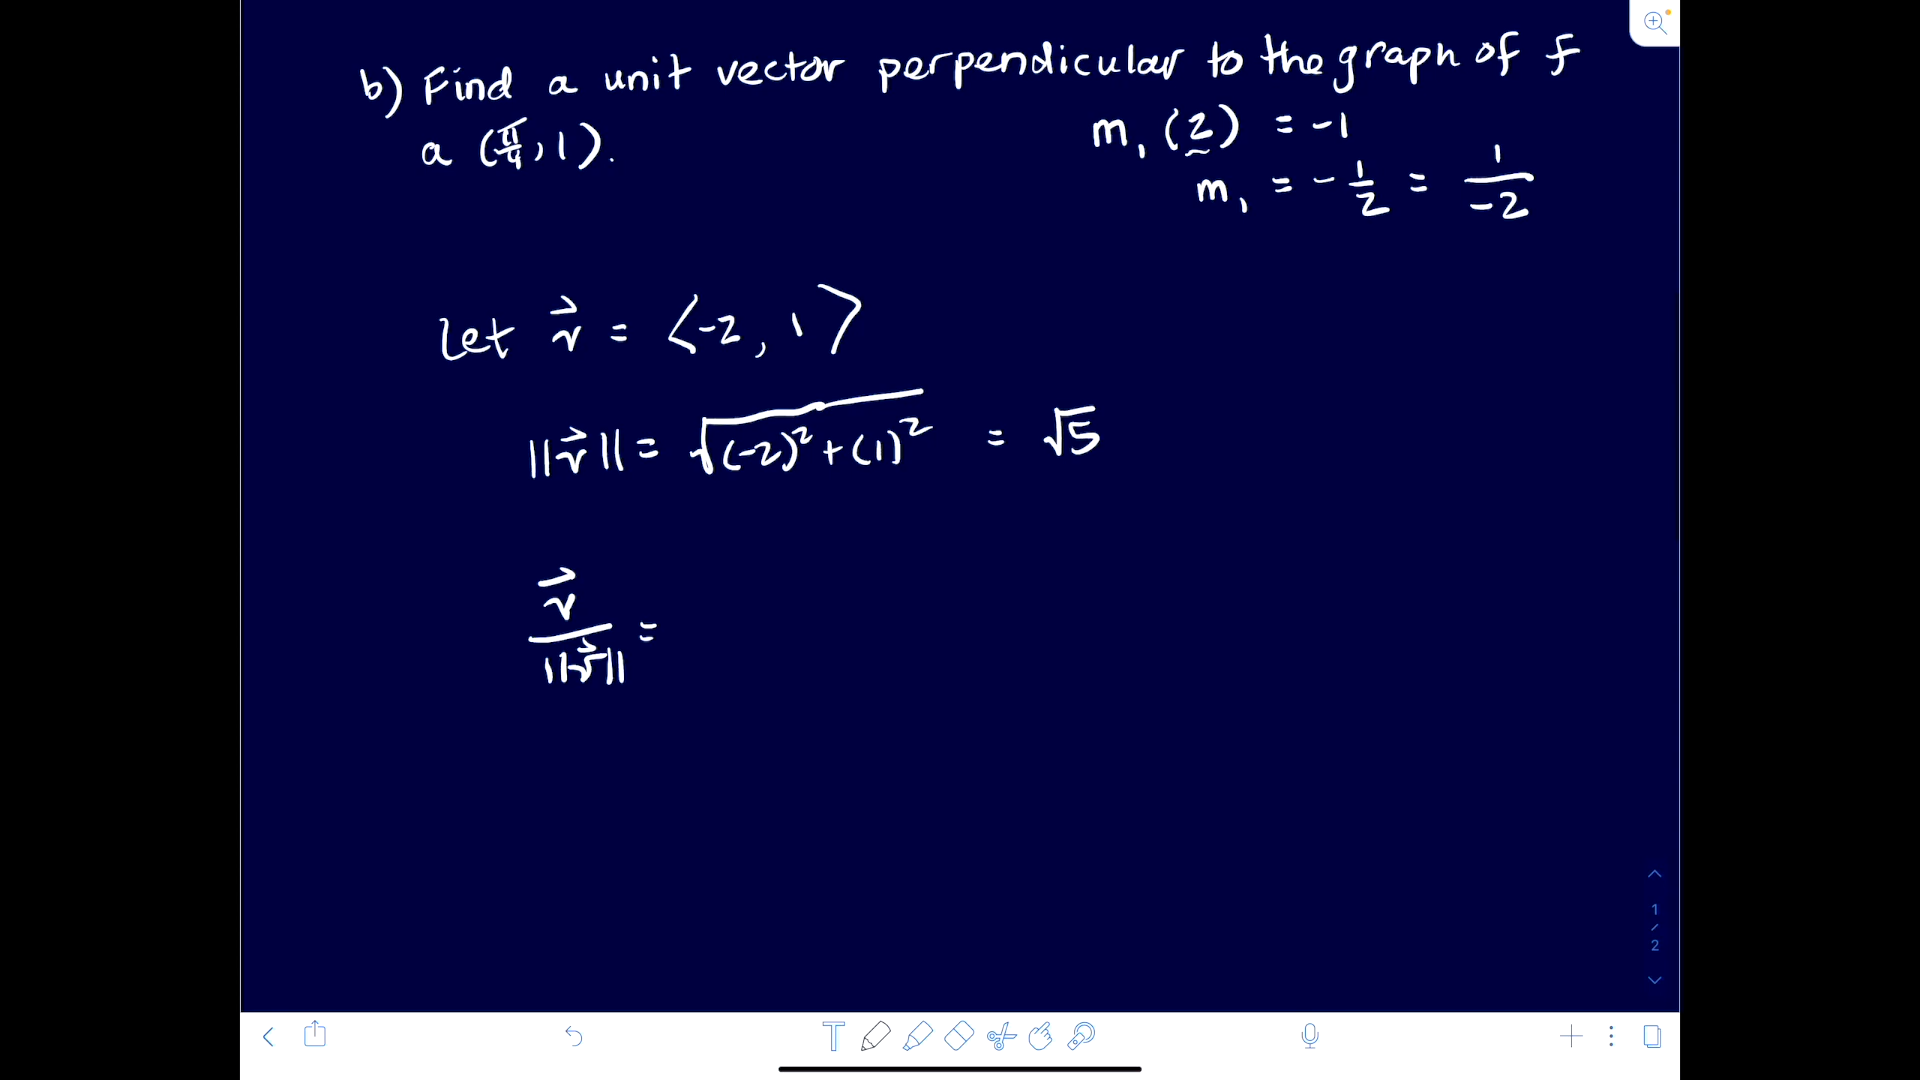 b) Find a unit vector perpendicular to the graph of f
a (π/4, 1).
m₁ (2) = -1
m₁ = -1/2 = 1/-2
Let v⃗ = ⟨-2, 1⟩
||v⃗|| = √((-2)² + (1)²) = √5
v⃗/||v⃗|| =
1
/
2
T